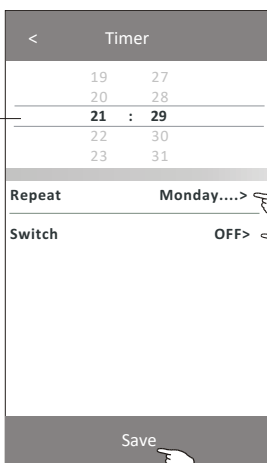 < Timer
19 27
20 28
21 : 29
22 30
23 31
Repeat Monday....>
Switch OFF>
Save